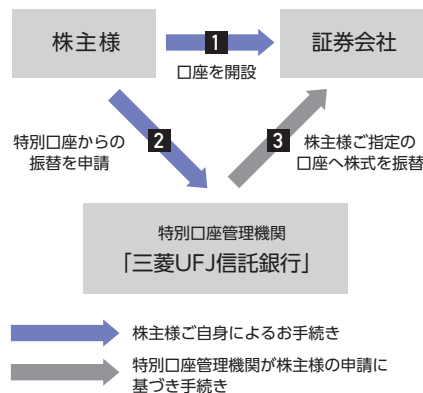 株主様
1
証券会社
口座を開設
特別口座からの
振替を申請
2
3
株主様ご指定の
口座へ株式を振替
特別口座管理機関
「三菱UFJ信託銀行」
株主様ご自身によるお手続き
特別口座管理機関が株主様の申請に
基づき手続き